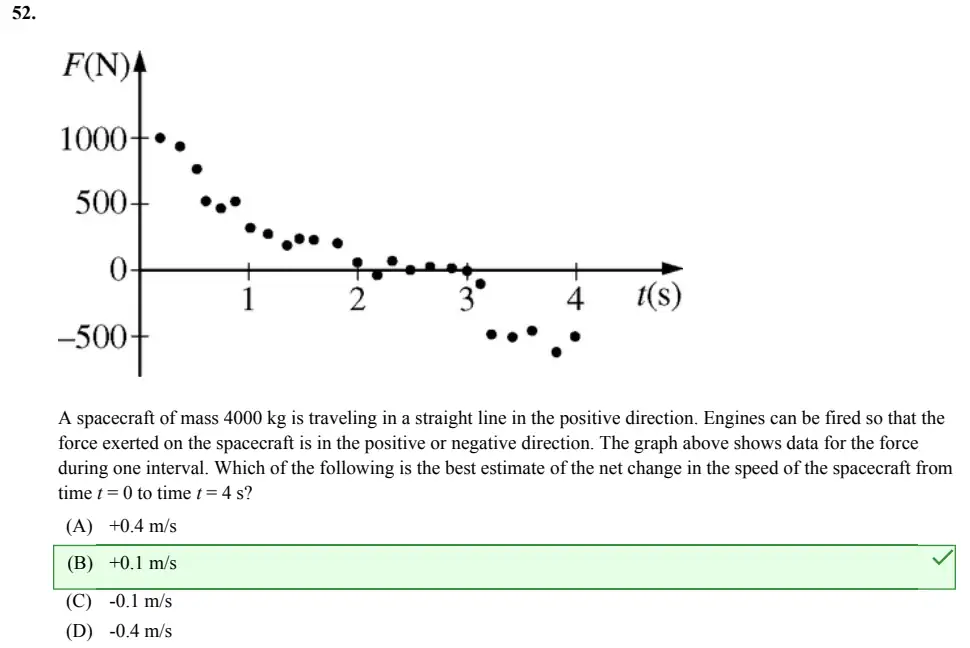 52.
F(N)
1000
500
0
1 2 3 4 t(s)
–500
A spacecraft of mass 4000 kg is traveling in a straight line in the positive direction. Engines can be fired so that the
force exerted on the spacecraft is in the positive or negative direction. The graph above shows data for the force
during one interval. Which of the following is the best estimate of the net change in the speed of the spacecraft from
time t = 0 to time t = 4 s?
(A) +0.4 m/s
(B) +0.1 m/s
(C) -0.1 m/s
(D) -0.4 m/s